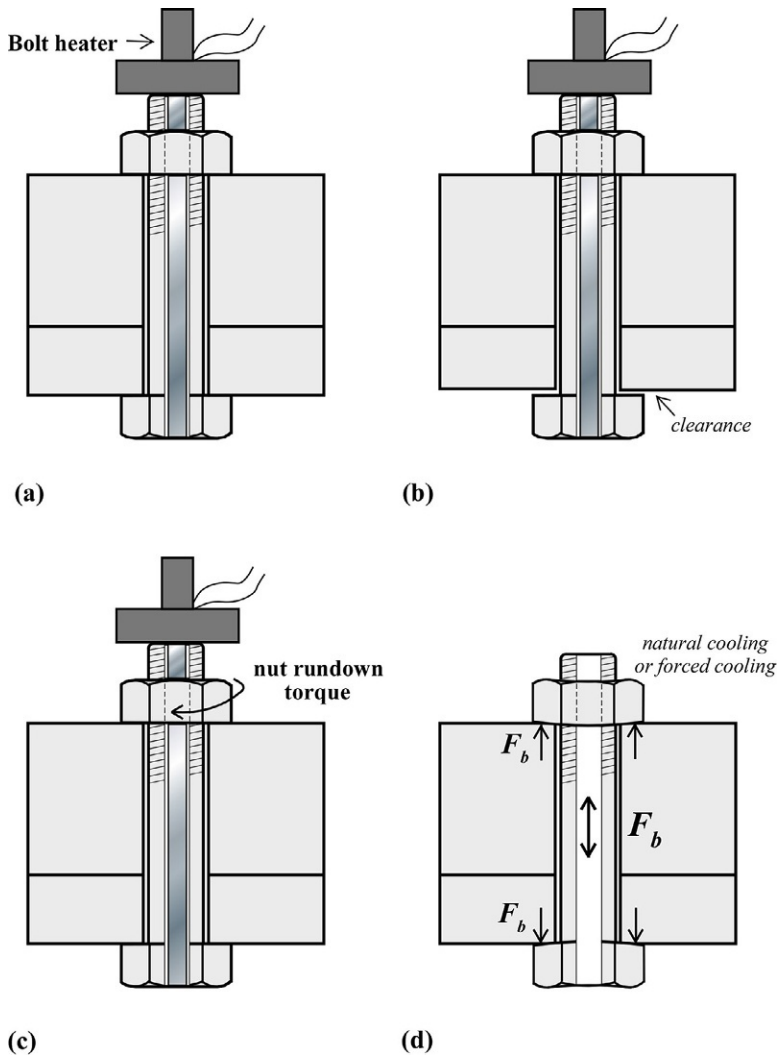 Bolt heater
(a)
clearance
(b)
nut rundown
torque
(c)
natural cooling
or forced cooling
F_b
F_b
F_b
(d)